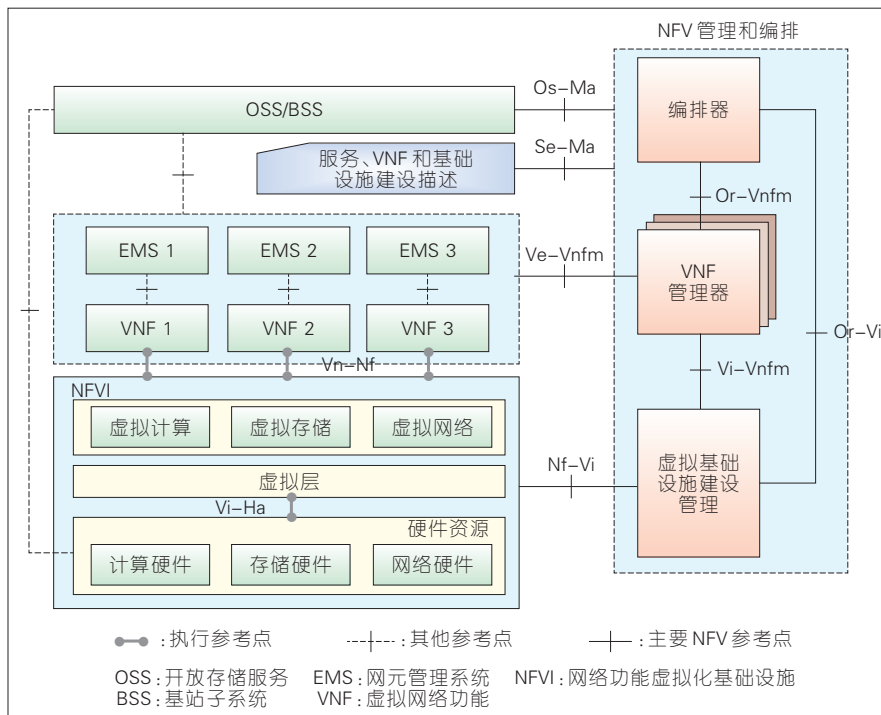 NFV 管理和编排
Os–Ma
OSS/BSS
编排器
Se–Ma
服务、VNF 和基础
设施建设描述
Or–Vnfm
EMS 1
EMS 2
EMS 3
Ve–Vnfm
VNF
管理器
VNF 1
VNF 2
VNF 3
Or–Vi
Vn–Nf
Vi–Vnfm
NFVI
虚拟计算
虚拟存储
虚拟网络
Nf–Vi
虚拟基础
设施建设
管理
虚拟层
Vi–Ha
硬件资源
计算硬件
存储硬件
网络硬件
:执行参考点
:其他参考点
:主要NFV 参考点
OSS:开放存储服务 EMS:网元管理系统 NFVI:网络功能虚拟化基础设施
BSS:基站子系统 VNF:虚拟网络功能